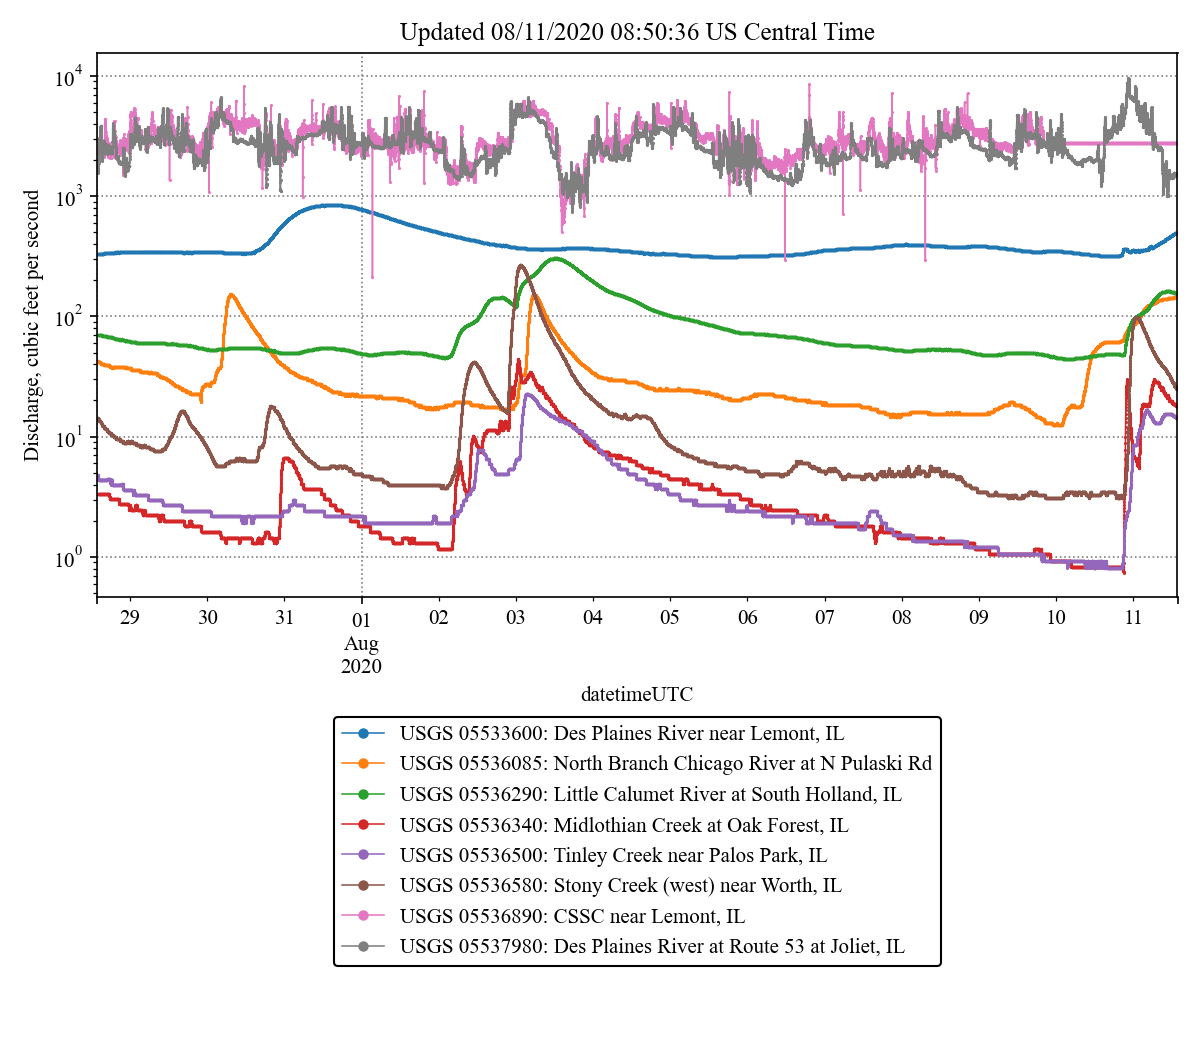 Updated 08/11/2020 08:50:36 US Central Time
Discharge, cubic feet per second
10^4
10^3
10^2
10^1
10^0
29 30 31 01 02 03 04 05 06 07 08 09 10 11
Aug
2020
datetimeUTC
USGS 05533600: Des Plaines River near Lemont, IL
USGS 05536085: North Branch Chicago River at N Pulaski Rd
USGS 05536290: Little Calumet River at South Holland, IL
USGS 05536340: Midlothian Creek at Oak Forest, IL
USGS 05536500: Tinley Creek near Palos Park, IL
USGS 05536580: Stony Creek (west) near Worth, IL
USGS 05536890: CSSC near Lemont, IL
USGS 05537980: Des Plaines River at Route 53 at Joliet, IL